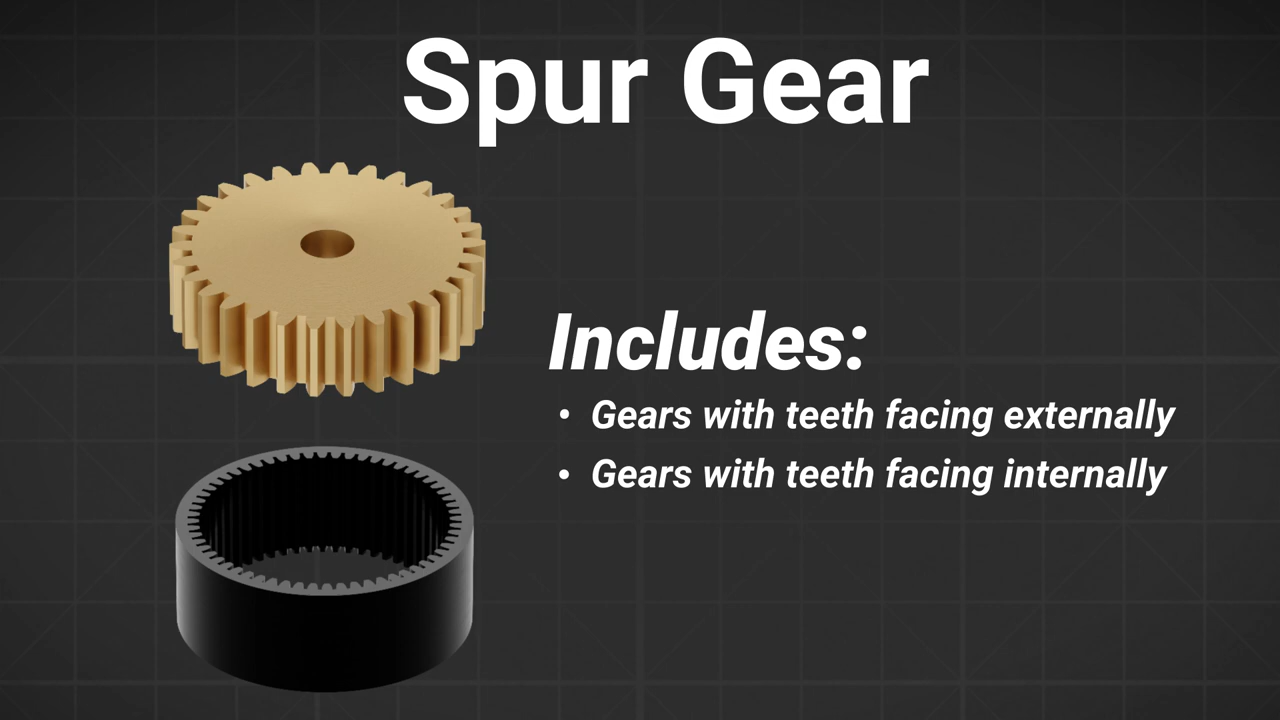 Spur Gear
Includes:
• Gears with teeth facing externally
• Gears with teeth facing internally